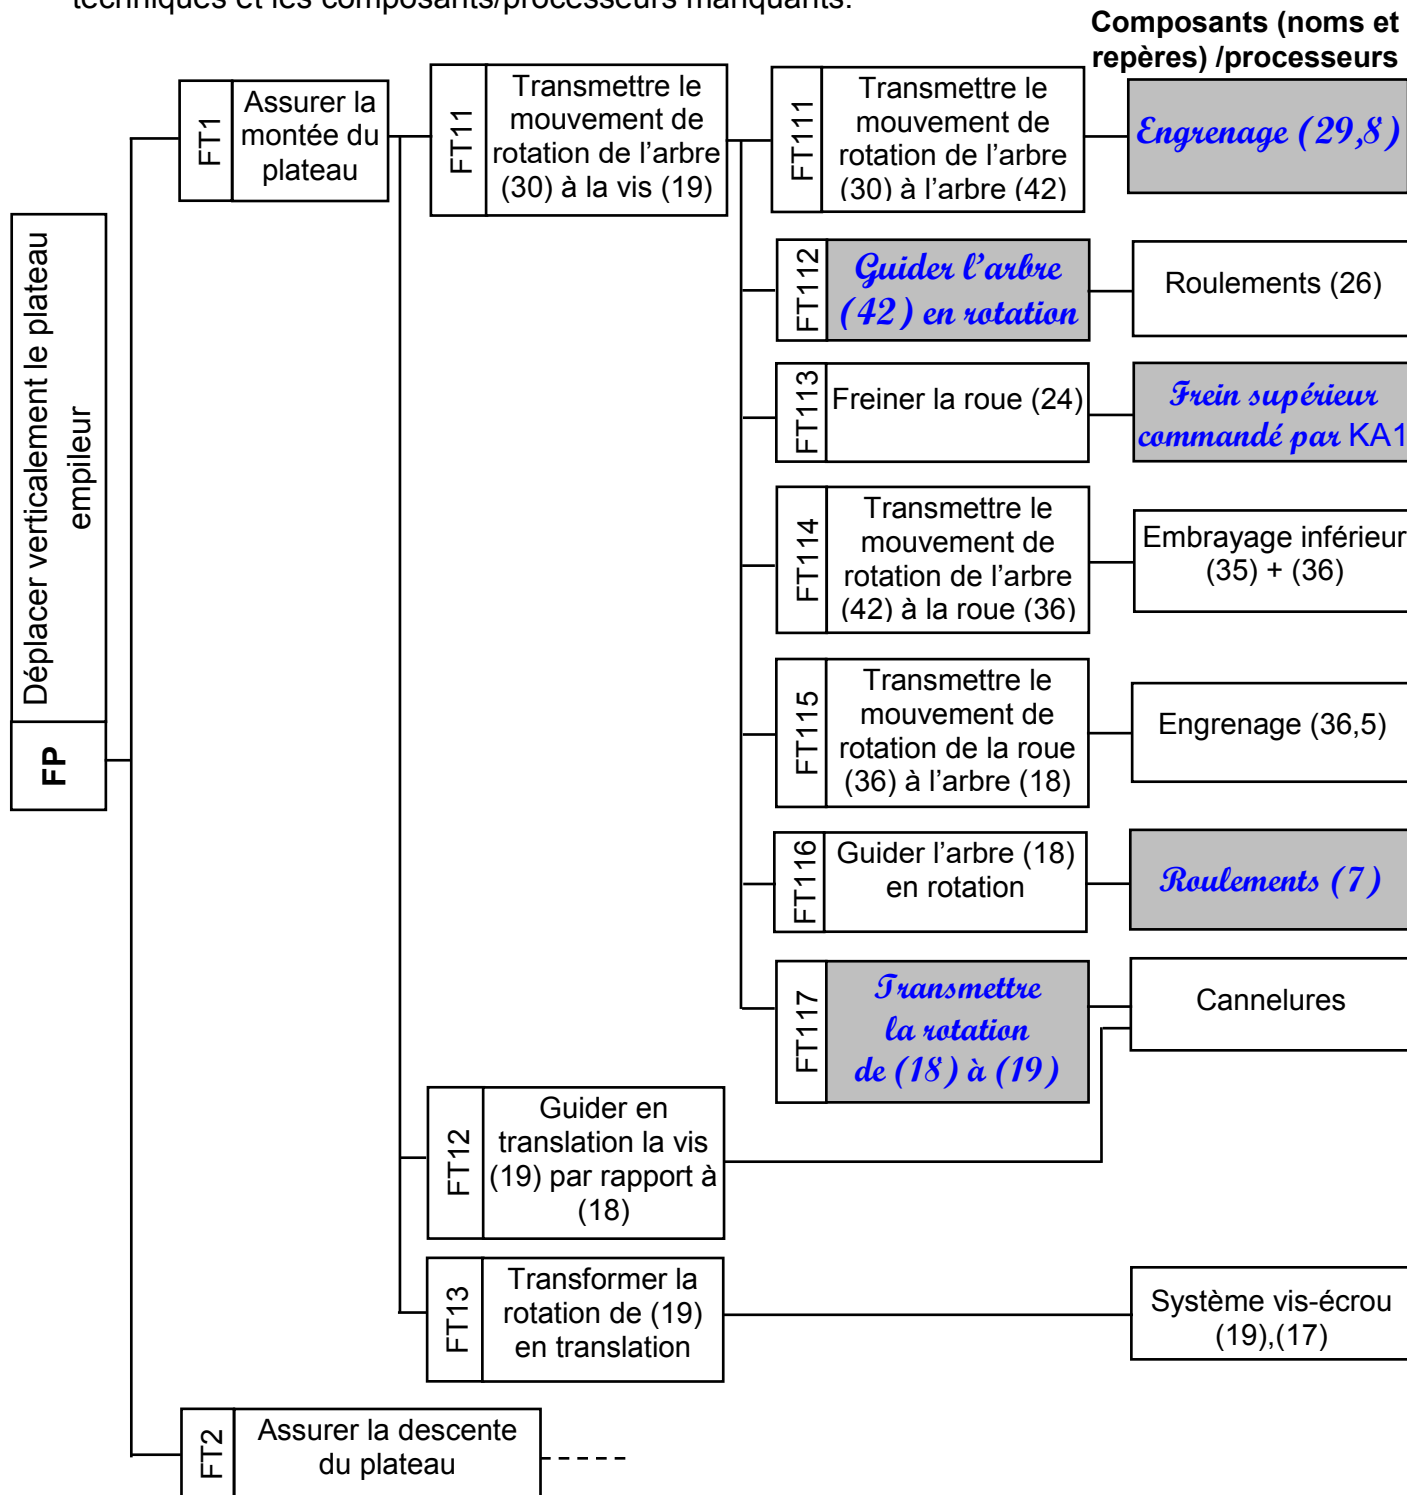 techniques et les composants/processeurs manquants.
Composants (noms et
repères) /processeurs
FP
Déplacer verticalement le plateau
empileur
FT1
Assurer la
montée du
plateau
FT11
Transmettre le
mouvement de
rotation de l’arbre
(30) à la vis (19)
FT111
Transmettre le
mouvement de
rotation de l’arbre
(30) à l’arbre (42)
Engrenage (29,8)
FT112
Guider l’arbre
(42) en rotation
Roulements (26)
FT113
Freiner la roue (24)
Frein supérieur
commandé par KA1
FT114
Transmettre le
mouvement de
rotation de l’arbre
(42) à la roue (36)
Embrayage inférieur
(35) + (36)
FT115
Transmettre le
mouvement de
rotation de la roue
(36) à l’arbre (18)
Engrenage (36,5)
FT116
Guider l’arbre (18)
en rotation
Roulements (7)
FT117
Transmettre
la rotation
de (18) à (19)
Cannelures
FT12
Guider en
translation la vis
(19) par rapport à
(18)
FT13
Transformer la
rotation de (19)
en translation
Système vis-écrou
(19),(17)
FT2
Assurer la descente
du plateau